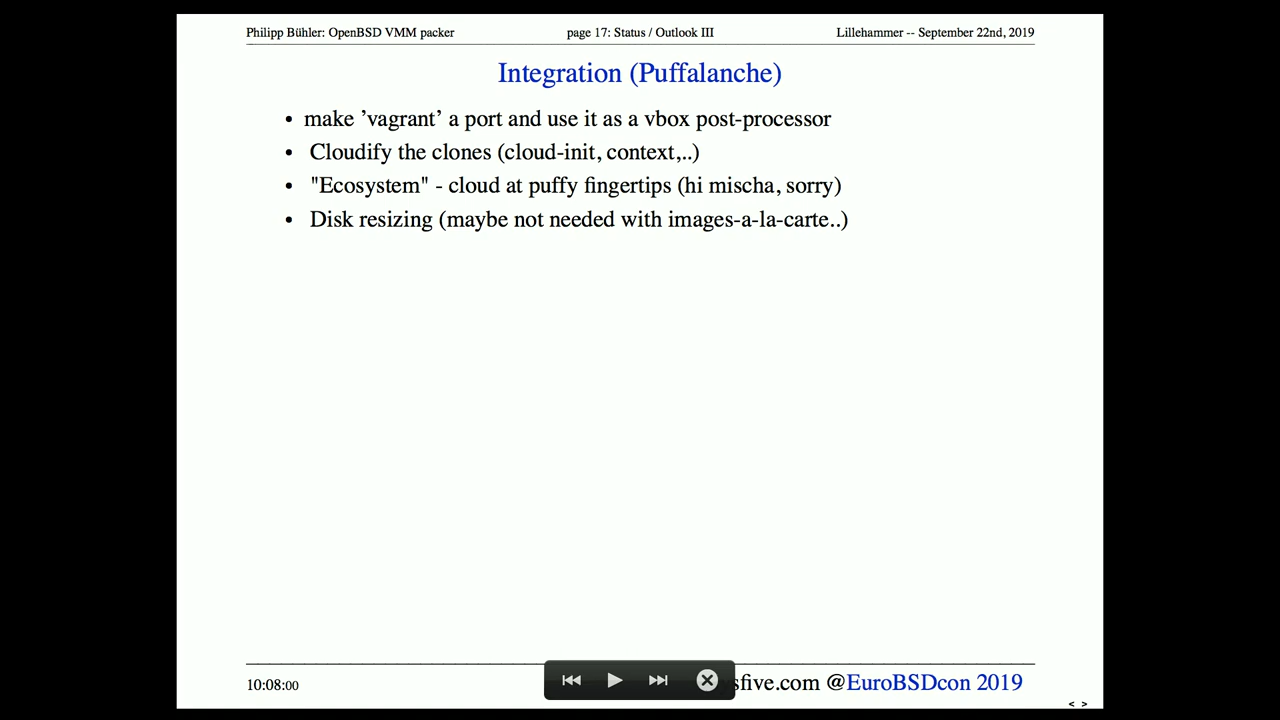 Philipp Bühler: OpenBSD VMM packer page 17: Status / Outlook III Lillehammer -- September 22nd, 2019
Integration (Puffalanche)
• make ’vagrant’ a port and use it as a vbox post-processor
• Cloudify the clones (cloud-init, context,..)
• "Ecosystem" - cloud at puffy fingertips (hi mischa, sorry)
• Disk resizing (maybe not needed with images-a-la-carte..)
10:08:00 sfive.com @EuroBSDcon 2019
< >